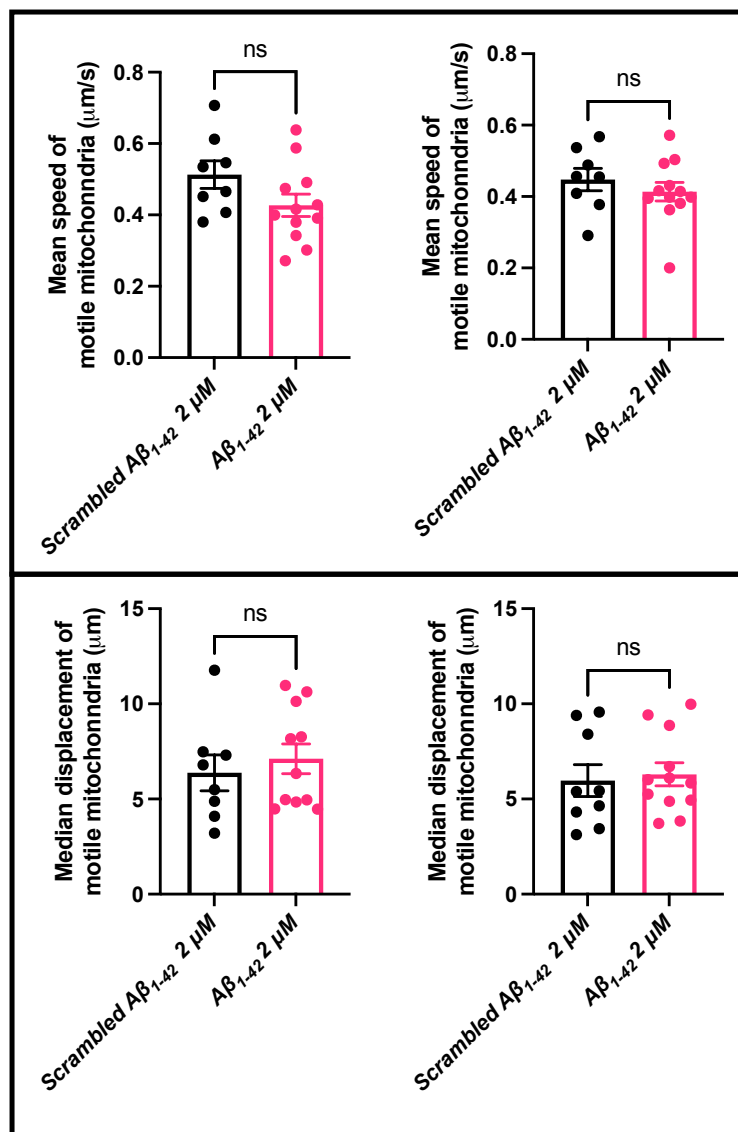 ns
Mean speed of
motile mitochonndria (μm/s)
0.8
0.6
0.4
0.2
0.0
Scrambled Aβ1-42 2 μM
Aβ1-42 2 μM
ns
Mean speed of
motile mitochonndria (μm/s)
0.8
0.6
0.4
0.2
0.0
Scrambled Aβ1-42 2 μM
Aβ1-42 2 μM
ns
Median displacement of
motile mitochonndria (μm)
15
10
5
0
Scrambled Aβ1-42 2 μM
Aβ1-42 2 μM
ns
Median displacement of
motile mitochonndria (μm)
15
10
5
0
Scrambled Aβ1-42 2 μM
Aβ1-42 2 μM